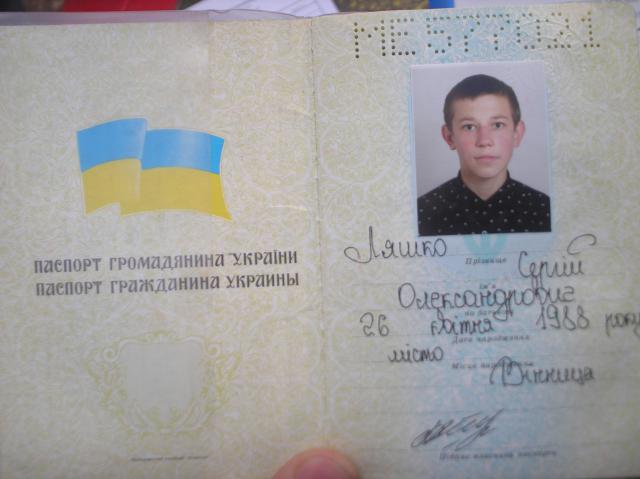 ПАСПОРТ ГРОМАДЯНИНА УКРАЇНИ
ПАСПОРТ ГРАЖДАНИНА УКРАИНЫ
Ляшко
Прізвище
Сергій
Ім'я
Олександрович
по батькові
26 квітня 1988 року
Дата народження
місто
Місце народження
Вінниця
Підпис власника паспорта